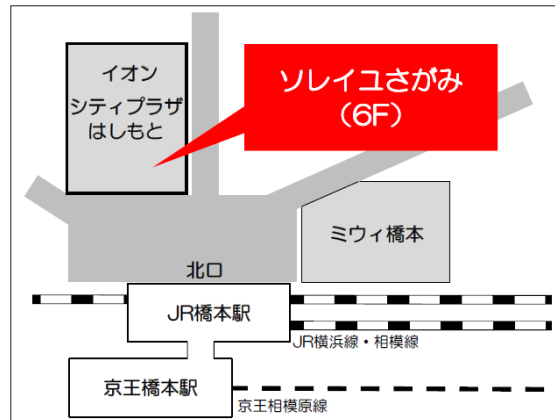 イオン
シティプラザ
はしもと
ソレイユさがみ
（6F）
ミウィ橋本
北口
JR橋本駅
JR横浜線・相模線
京王橋本駅
京王相模原線